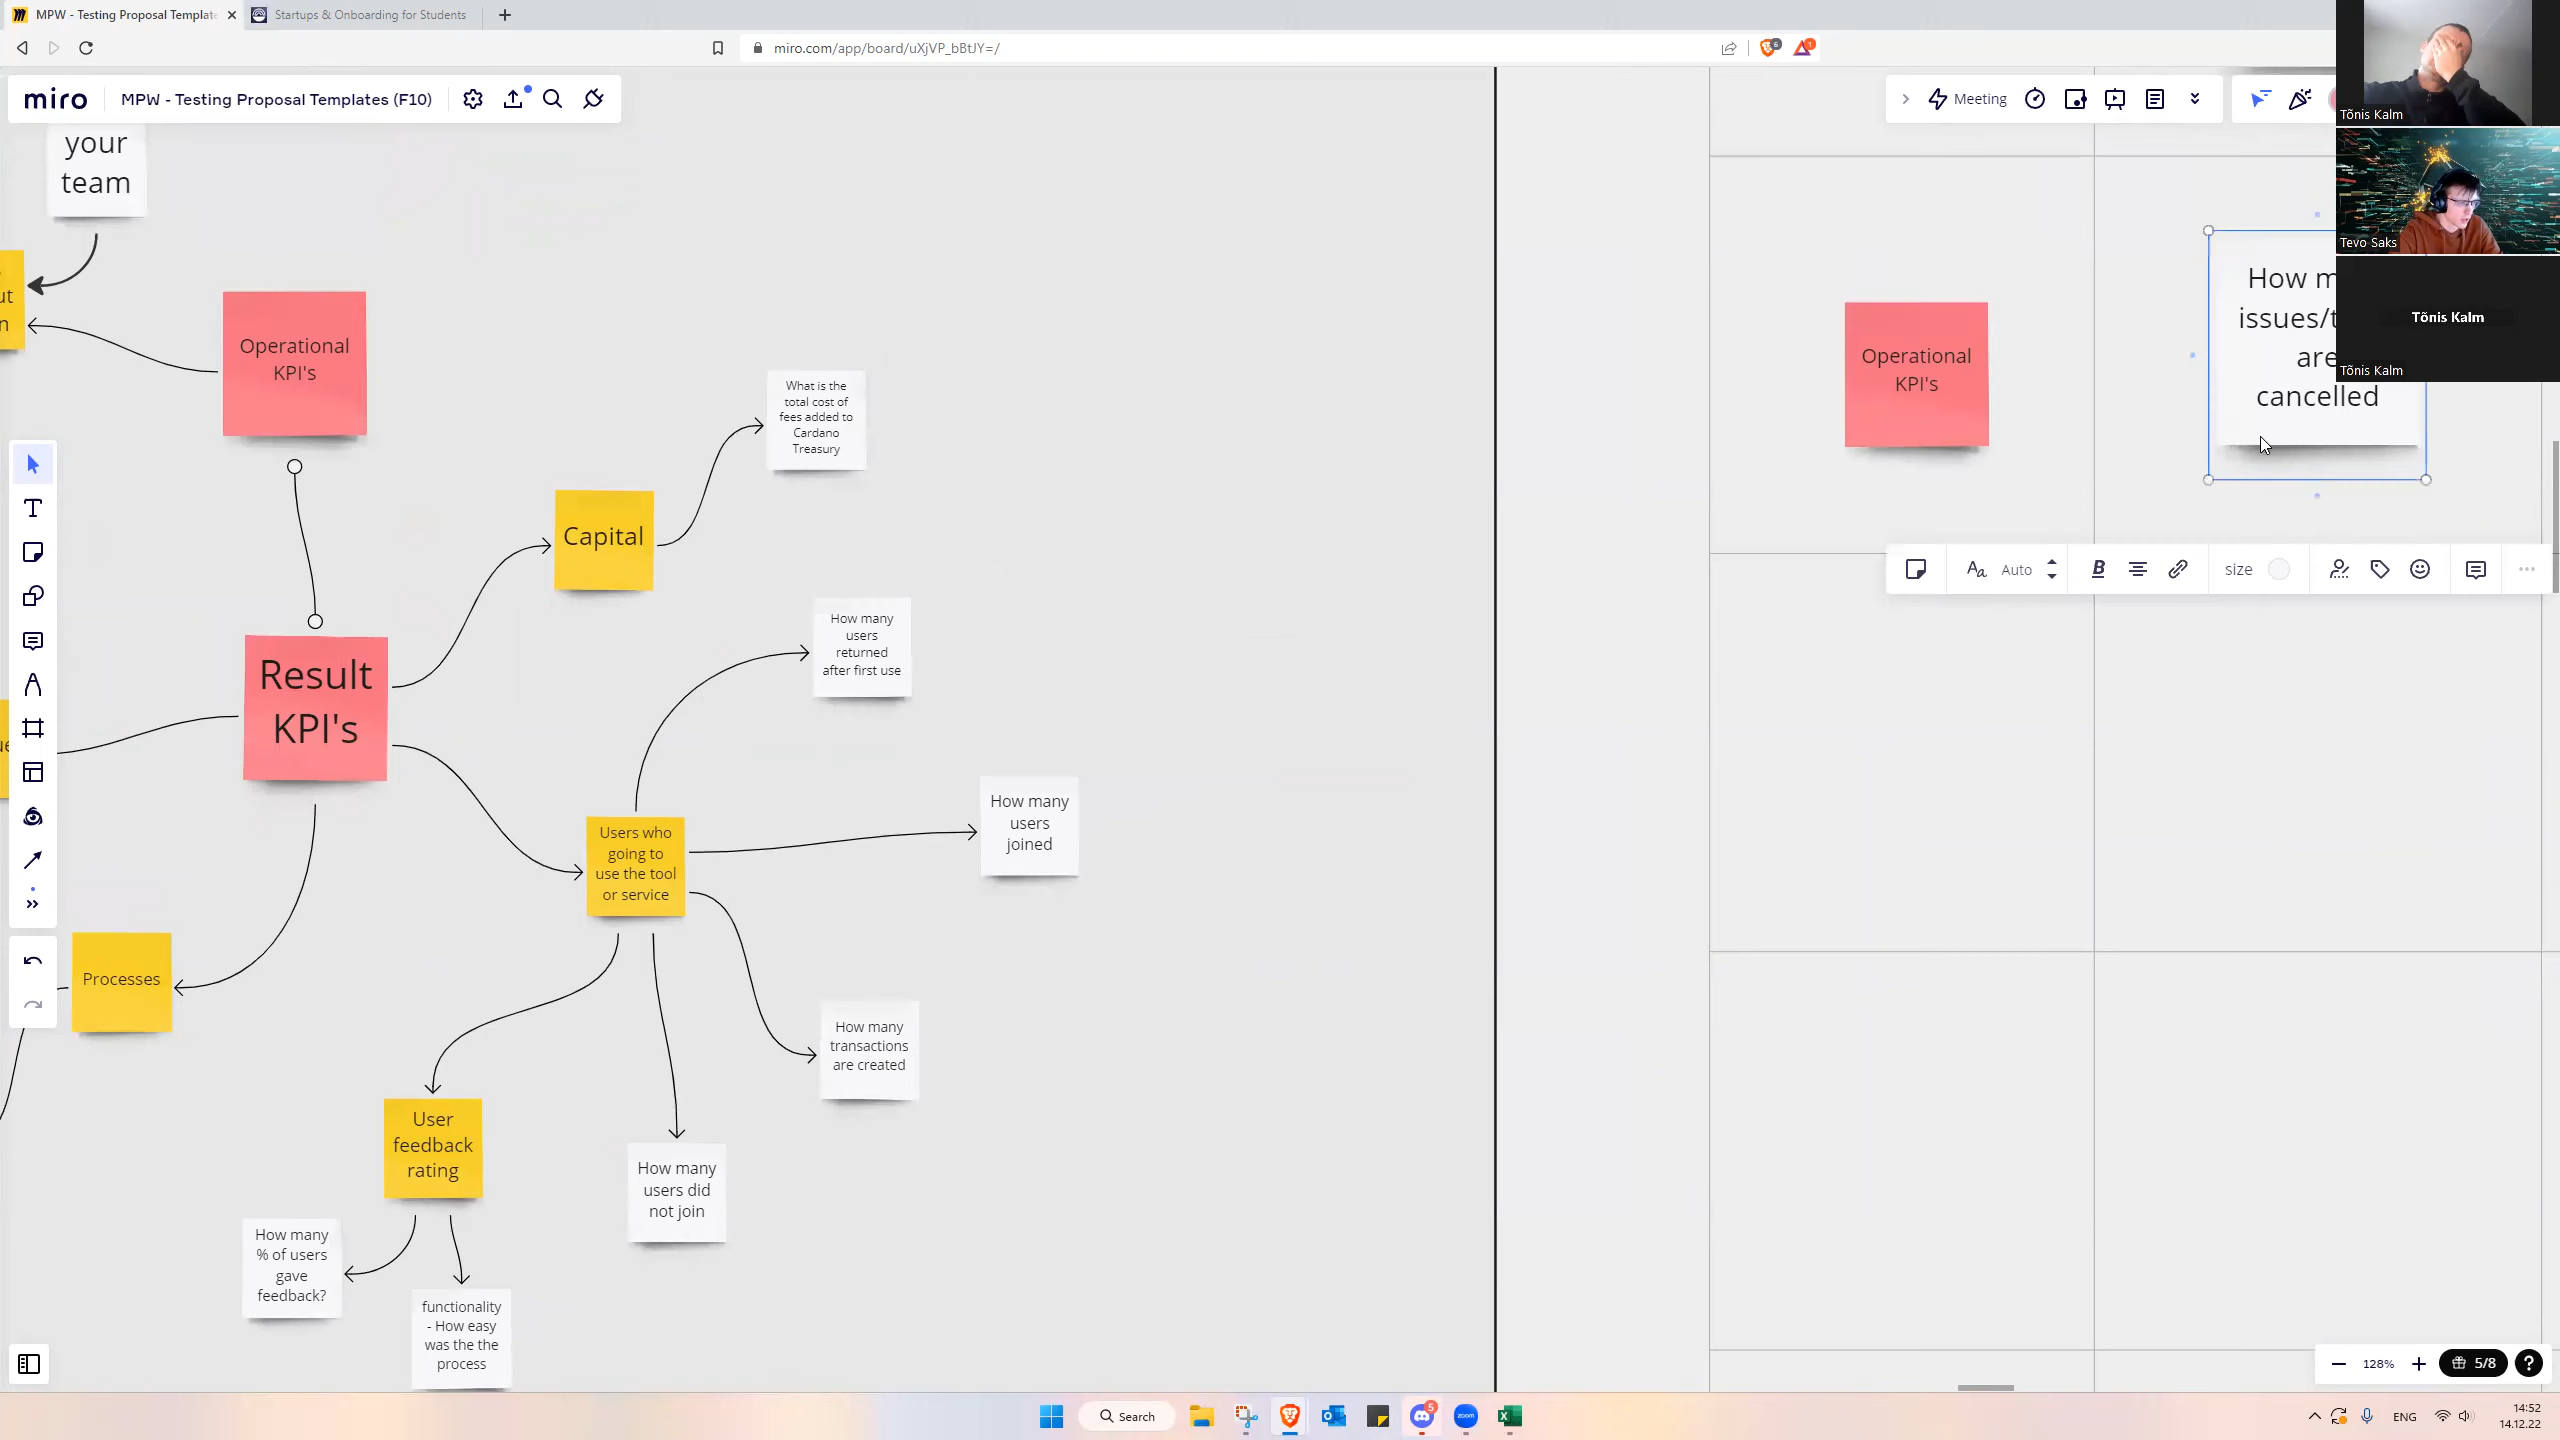 MPW - Testing Proposal Template
Startups & Onboarding for Students
miro.com/app/board/uXjVP_bBtJY=/
6
1
miro
MPW - Testing Proposal Templates (F10)
Meeting
Tõnis Kalm
Tevo Saks
Tõnis Kalm
Tõnis Kalm
your
team
Operational
KPI's
Operational
KPI's
How m
issues/t
are
cancelled
What is the
total cost of
fees added to
Cardano
Treasury
Capital
Auto
B
size
How many
users
returned
after first use
Result
KPI's
How many
users
joined
Users who
going to
use the tool
or service
Processes
How many
transactions
are created
User
feedback
rating
How many
users did
not join
How many
% of users
gave
feedback?
functionality
- How easy
was the the
process
128%
5/8
?
Search
5
zoom
ENG
14:52
14.12.22